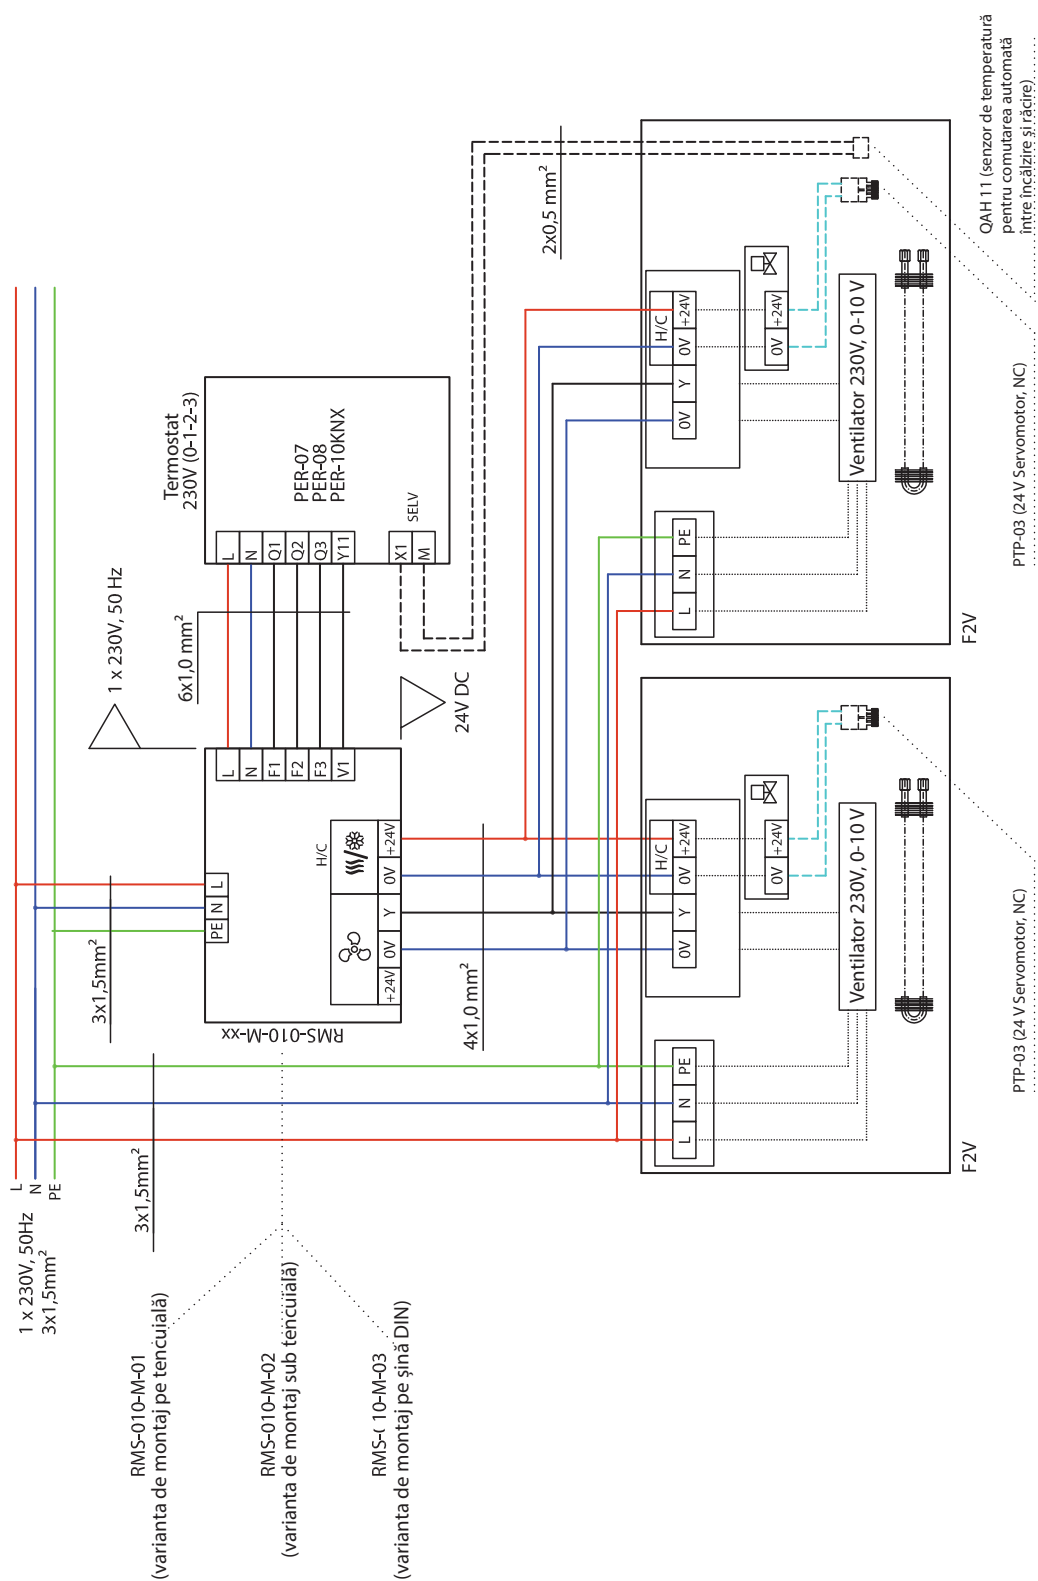 L
N
PE
1 x 230V, 50Hz
3x1,5mm²
RMS-010-M-01
(varianta de montaj pe tencuială)
RMS-010-M-02
(varianta de montaj sub tencuială)
RMS-010-M-03
(varianta de montaj pe șină DIN)
3x1,5mm²
3x1,5mm²
1 x 230V, 50 Hz
6x1,0 mm²
RMS-010-M-xx
PE
N
L
L
N
F1
F2
F3
V1
H/C
+24V
0V
Y
0V
+24V
24V DC
4x1,0 mm²
Termostat
230V (0-1-2-3)
L
N
Q1
Q2
Q3
Y11
PER-07
PER-08
PER-10KNX
SELV
X1
M
2x0,5 mm²
L
N
PE
H/C
0V
Y
0V
+24V
0V
+24V
Ventilator 230V, 0-10 V
F2V
PTP-03 (24 V Servomotor, NC)
L
N
PE
H/C
0V
Y
0V
+24V
0V
+24V
Ventilator 230V, 0-10 V
F2V
PTP-03 (24 V Servomotor, NC)
QAH 11 (senzor de temperatură
pentru comutarea automată
între încălzire și răcire)